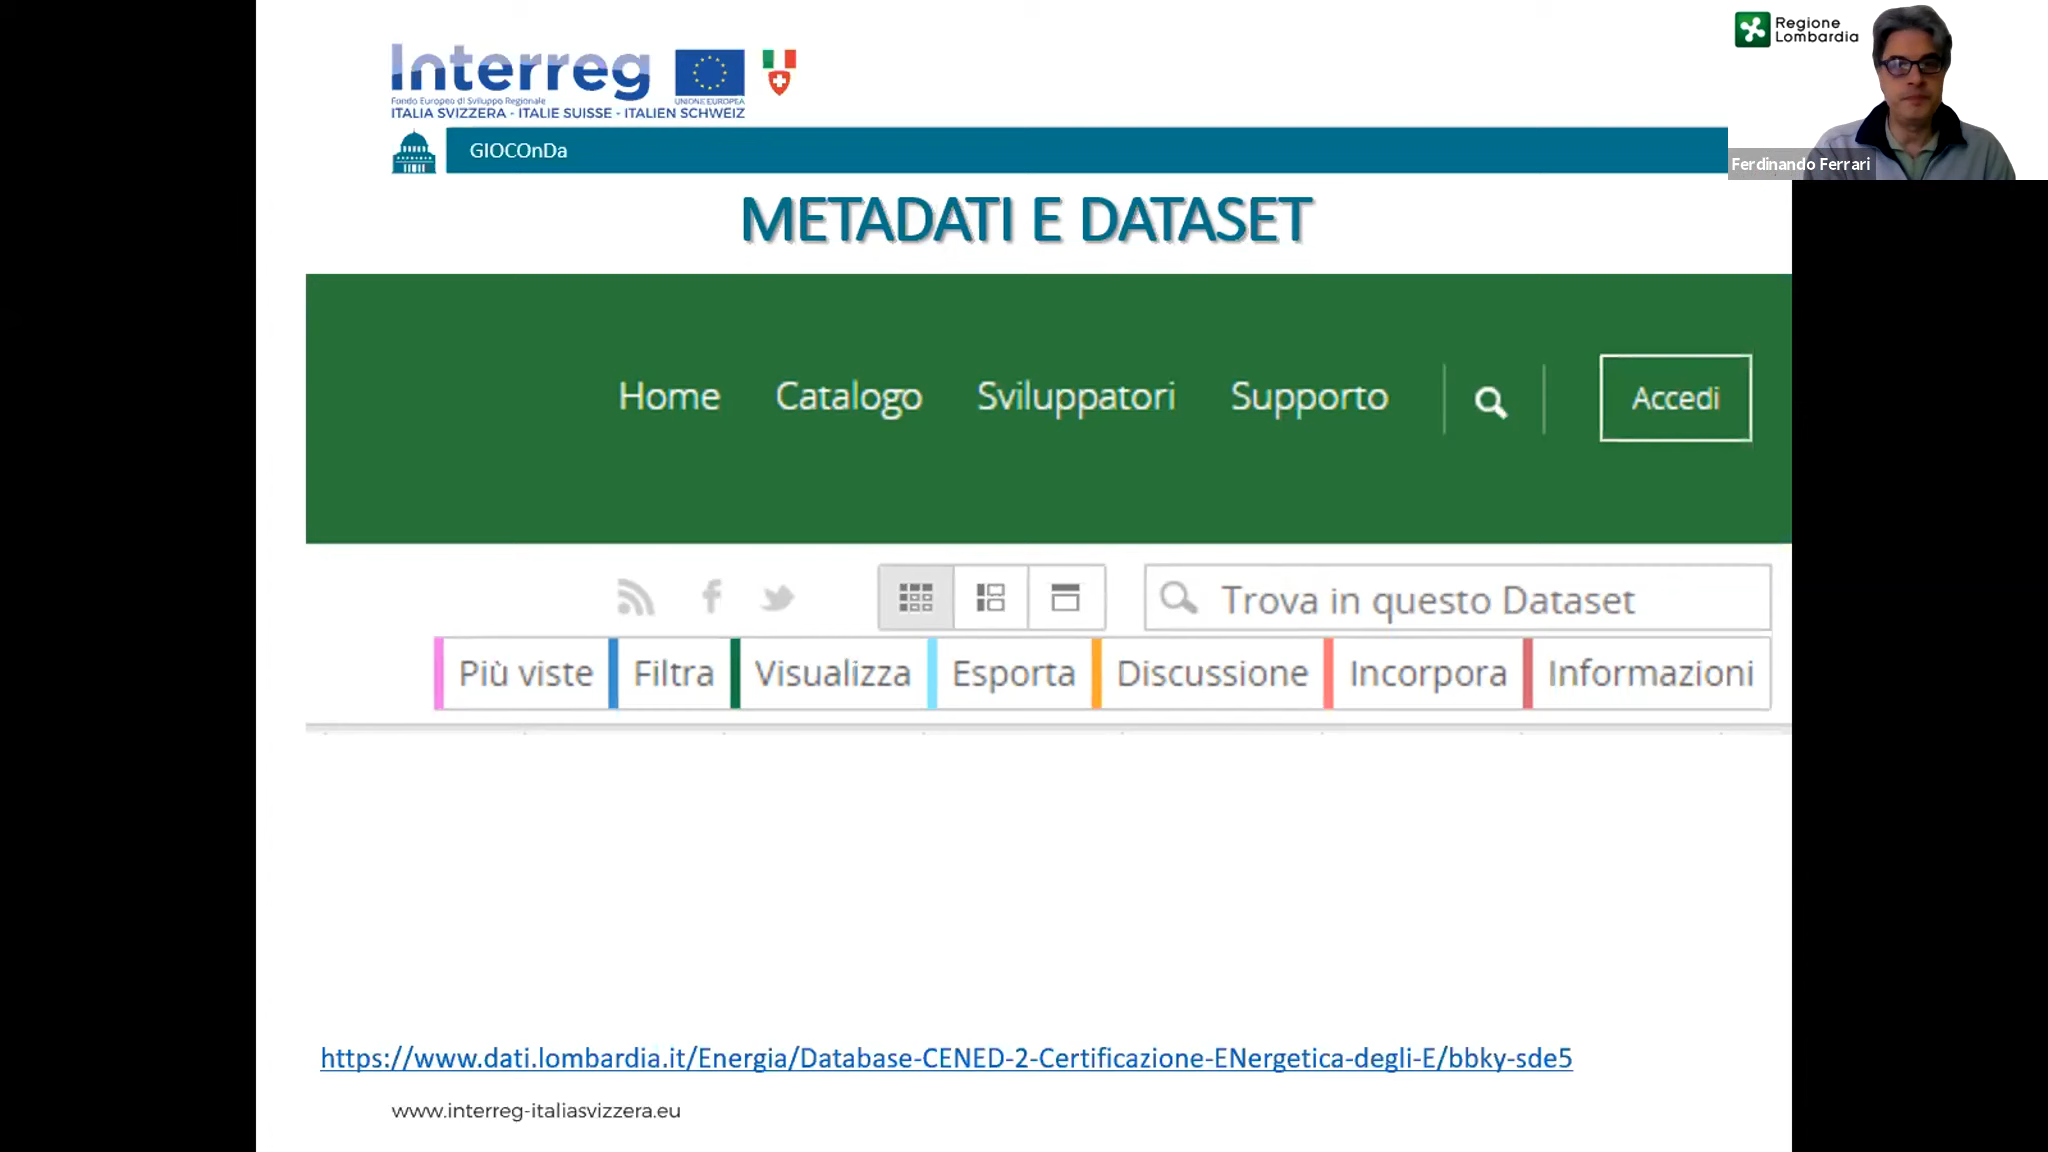 Interreg
Fondo Europeo di Sviluppo Regionale
UNIONE EUROPEA
ITALIA SVIZZERA - ITALIE SUISSE - ITALIEN SCHWEIZ
Regione
Lombardia
GIOCOnDa
Ferdinando Ferrari
METADATI E DATASET
Home Catalogo Sviluppatori Supporto Accedi
Trova in questo Dataset
Più viste Filtra Visualizza Esporta Discussione Incorpora Informazioni
https://www.dati.lombardia.it/Energia/Database-CENED-2-Certificazione-ENergetica-degli-E/bbky-sde5
www.interreg-italiasvizzera.eu